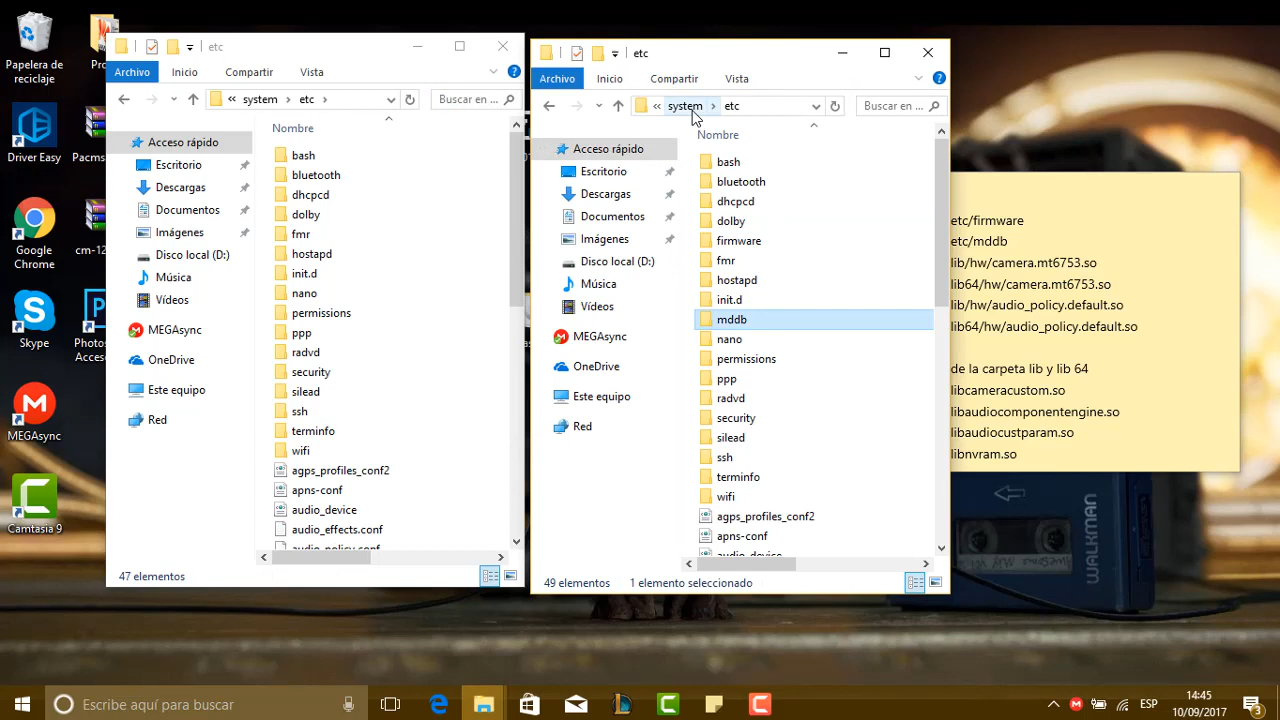 Papelera de
reciclaje
Pro
Driver Easy
Pacms
Google
Chrome
cm-12
Skype
Photos
Acceso
MEGAsync
Camtasia 9
etc
Archivo
Inicio
Compartir
Vista
system
etc
Buscar en ...
Nombre
Acceso rápido
Escritorio
Descargas
Documentos
Imágenes
Disco local (D:)
Música
Vídeos
MEGAsync
OneDrive
Este equipo
Red
bash
bluetooth
dhcpcd
dolby
fmr
hostapd
init.d
nano
permissions
ppp
radvd
security
silead
ssh
terminfo
wifi
agps_profiles_conf2
apns-conf
audio_device
audio_effects.conf
audio_policy.conf
47 elementos
etc
Archivo
Inicio
Compartir
Vista
system
etc
Buscar en ...
Nombre
Acceso rápido
Escritorio
Descargas
Documentos
Imágenes
Disco local (D:)
Música
Vídeos
MEGAsync
OneDrive
Este equipo
Red
bash
bluetooth
dhcpcd
dolby
firmware
fmr
hostapd
init.d
mddb
nano
permissions
ppp
radvd
security
silead
ssh
terminfo
wifi
agps_profiles_conf2
apns-conf
audio_device
49 elementos
1 elemento seleccionado
etc/firmware
etc/mddb
lib/hw/camera.mt6753.so
lib64/hw/camera.mt6753.so
lib/hw/audio_policy.default.so
lib64/hw/audio_policy.default.so
de la carpeta lib y lib 64
libcameracustom.so
libaudiocomponentengine.so
libaudiocustparam.so
libnvram.so
WALKMAN
Escribe aquí para buscar
ESP
14:45
10/09/2017
3